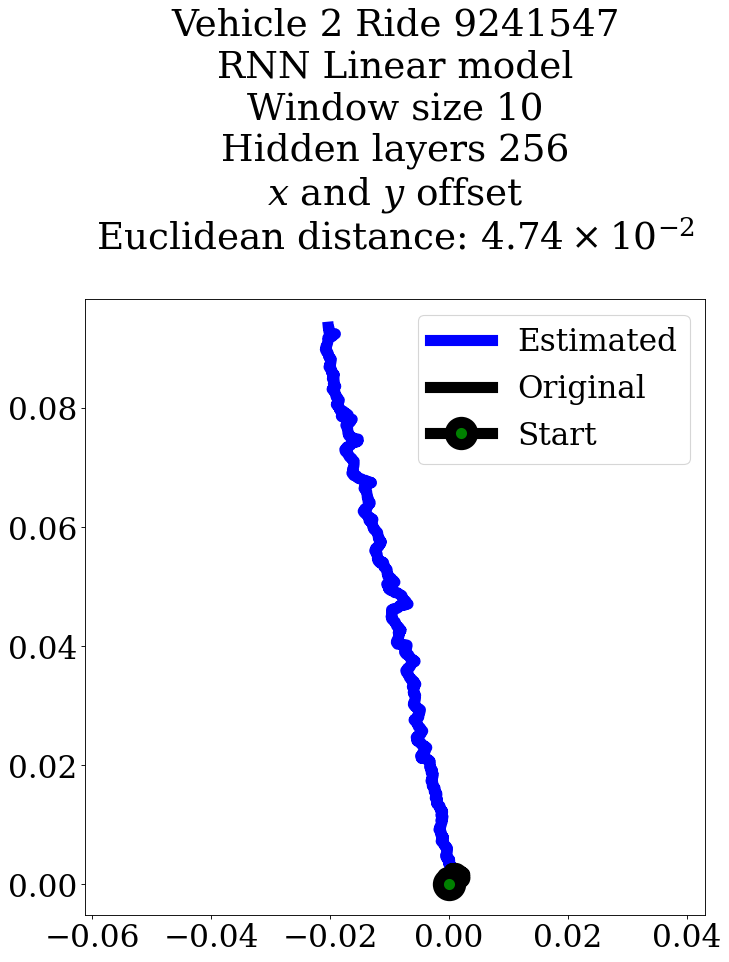 Vehicle 2 Ride 9241547
RNN Linear model
Window size 10
Hidden layers 256
x and y offset
Euclidean distance: 4.74 × 10⁻²
Estimated
Original
Start
0.08
0.06
0.04
0.02
0.00
−0.06 −0.04 −0.02 0.00 0.02 0.04